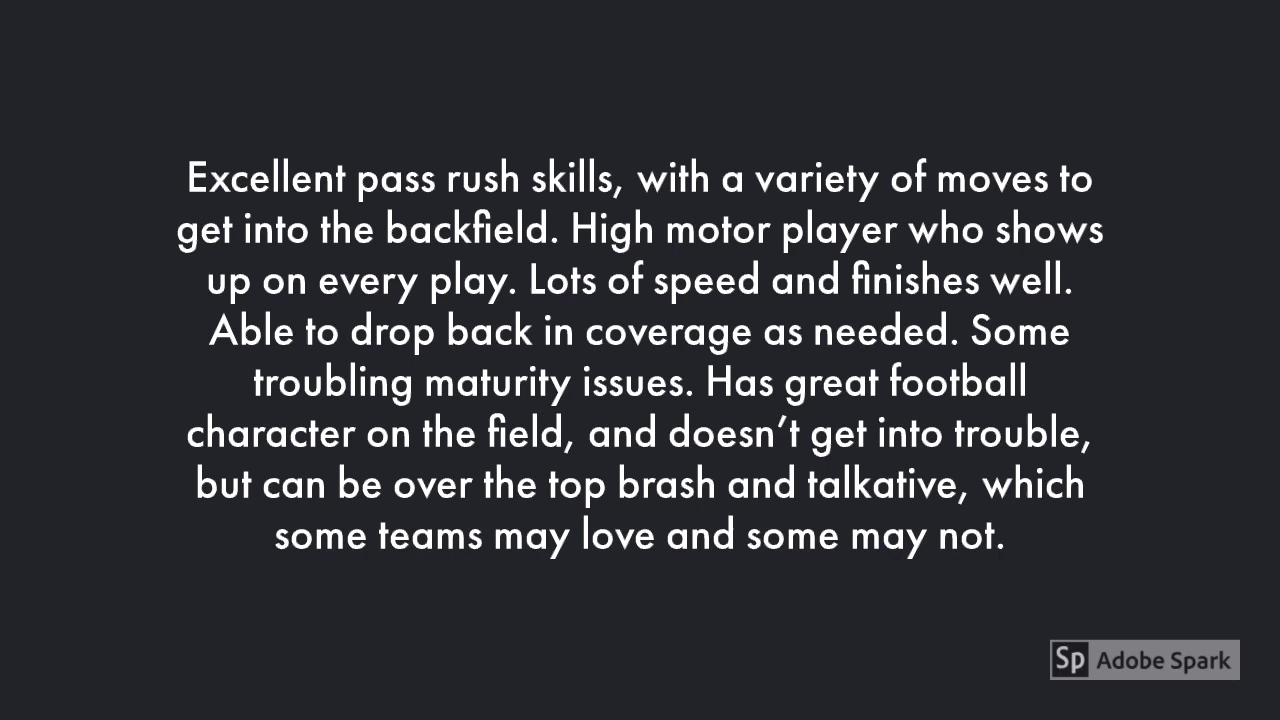 Excellent pass rush skills, with a variety of moves to
get into the backfield. High motor player who shows
up on every play. Lots of speed and finishes well.
Able to drop back in coverage as needed. Some
troubling maturity issues. Has great football
character on the field, and doesn’t get into trouble,
but can be over the top brash and talkative, which
some teams may love and some may not.
Sp Adobe Spark